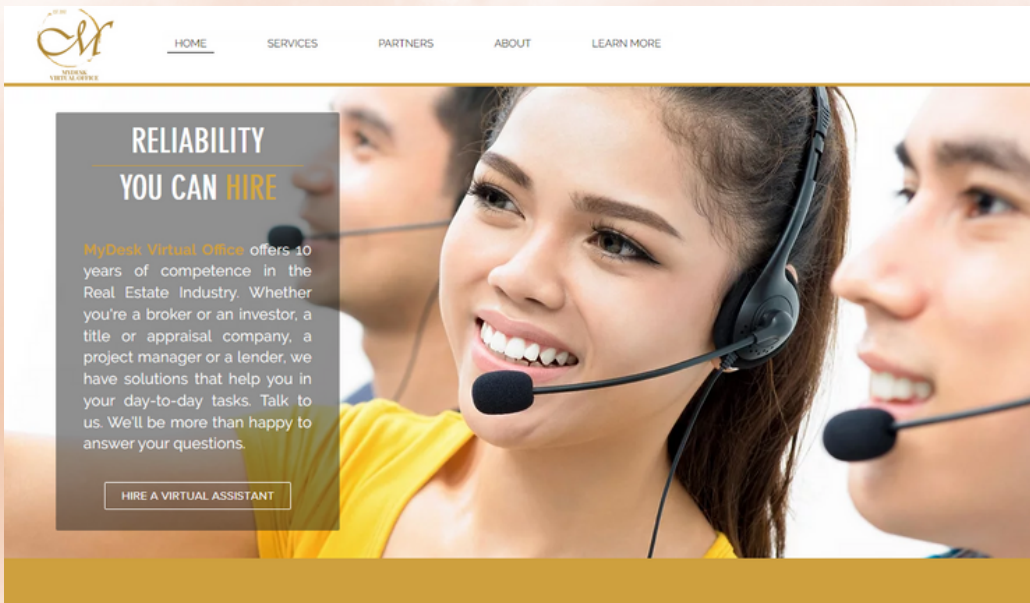 MYDESK
VIRTUAL OFFICE
HOME SERVICES PARTNERS ABOUT LEARN MORE
RELIABILITY
YOU CAN HIRE
MyDesk Virtual Office offers 10
years of competence in the
Real Estate Industry. Whether
you're a broker or an investor, a
title or appraisal company, a
project manager or a lender, we
have solutions that help you in
your day-to-day tasks. Talk to
us. We'll be more than happy to
answer your questions.
HIRE A VIRTUAL ASSISTANT